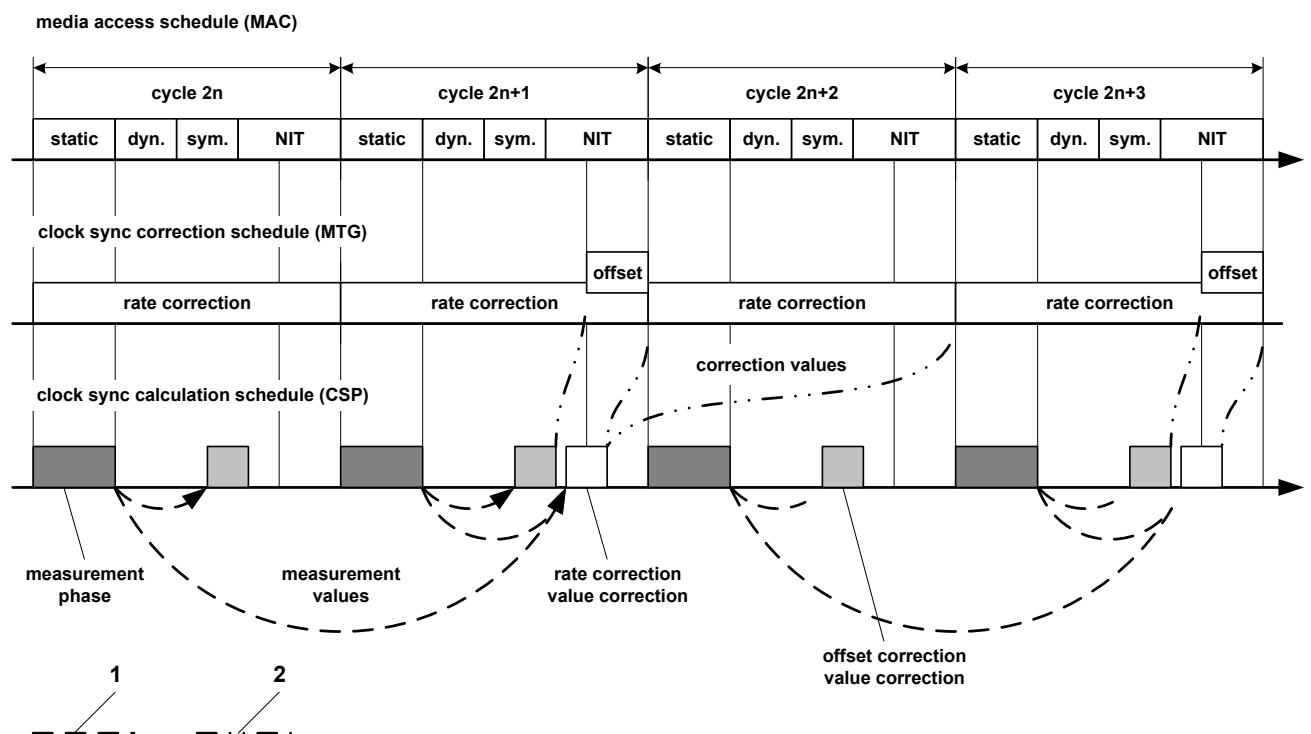 media access schedule (MAC)
cycle 2n
cycle 2n+1
cycle 2n+2
cycle 2n+3
static dyn. sym. NIT static dyn. sym. NIT static dyn. sym. NIT static dyn. sym. NIT
clock sync correction schedule (MTG)
offset
offset
rate correction
rate correction
rate correction
rate correction
correction values
clock sync calculation schedule (CSP)
measurement
phase
measurement
values
rate correction
value correction
offset correction
value correction
1
2